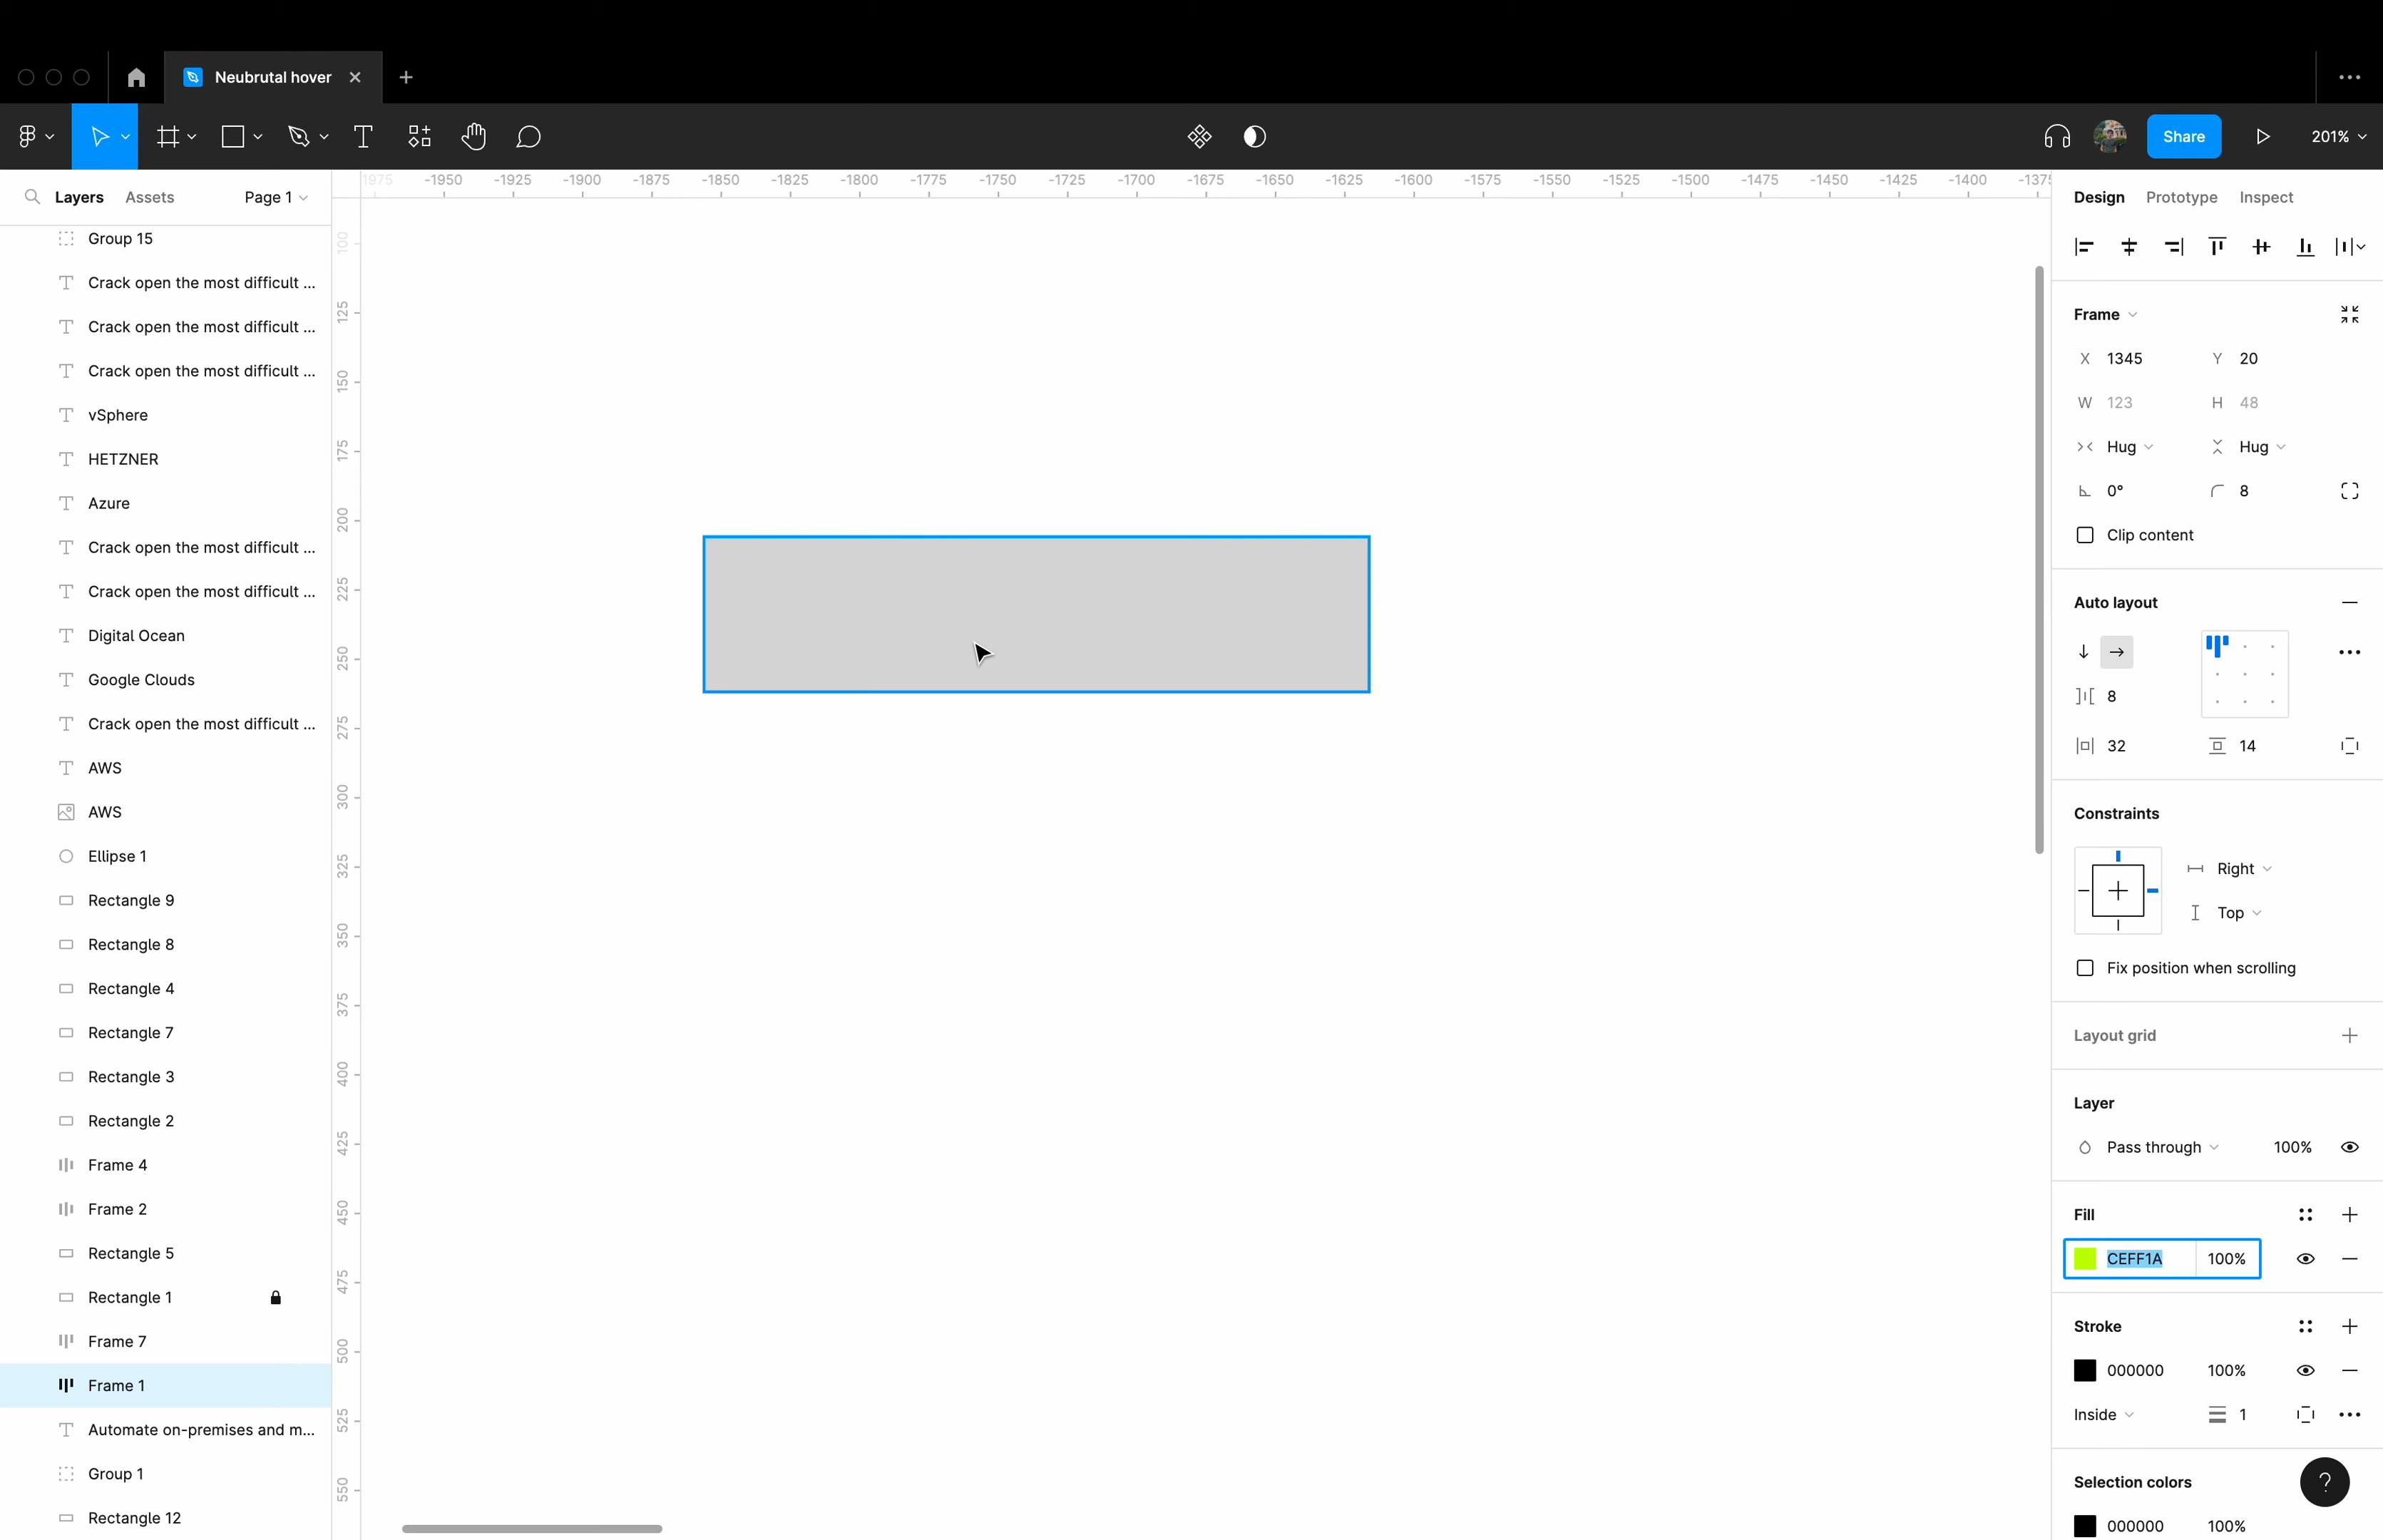 Neubrutal hover
Share
201%
Layers Assets Page 1
1975 -1950 -1925 -1900 -1875 -1850 -1825 -1800 -1775 -1750 -1725 -1700 -1675 -1650 -1625 -1600 -1575 -1550 -1525 -1500 -1475 -1450 -1425 -1400 -1375
100
125
150
175
200
225
250
275
300
325
350
375
400
425
450
475
500
525
550
Group 15
Crack open the most difficult ...
Crack open the most difficult ...
Crack open the most difficult ...
vSphere
HETZNER
Azure
Crack open the most difficult ...
Crack open the most difficult ...
Digital Ocean
Google Clouds
Crack open the most difficult ...
AWS
AWS
Ellipse 1
Rectangle 9
Rectangle 8
Rectangle 4
Rectangle 7
Rectangle 3
Rectangle 2
Frame 4
Frame 2
Rectangle 5
Rectangle 1
Frame 7
Frame 1
Automate on-premises and m...
Group 1
Rectangle 12
Design Prototype Inspect
Frame
X 1345 Y 20
W 123 H 48
Hug Hug
0° 8
Clip content
Auto layout
8
32 14
Constraints
Right
Top
Fix position when scrolling
Layout grid
Layer
Pass through 100%
Fill
CEFF1A 100%
Stroke
000000 100%
Inside 1
Selection colors
?
000000 100%